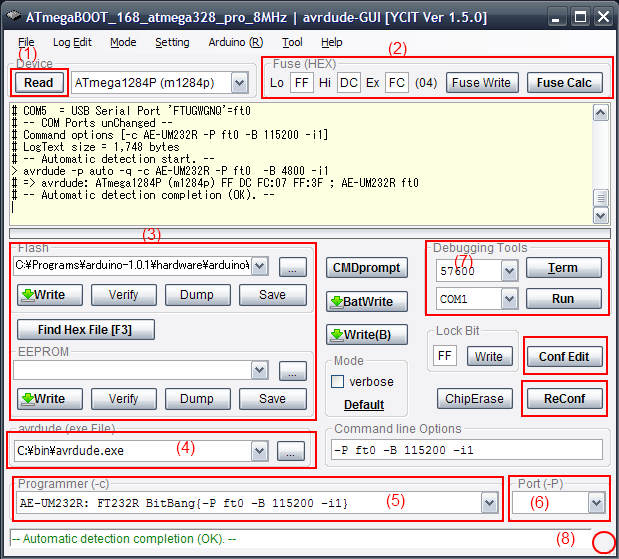 ATmegaBOOT_168_atmega328_pro_8MHz | avrdude-GUI [YCIT Ver 1.5.0]
File Log Edit Mode Setting Arduino (R) Tool Help
(1) (2)
Device Fuse (HEX)
Read ATmega1284P (m1284p) Lo FF Hi DC Ex FC (04) Fuse Write Fuse Calc
# COM5 = USB Serial Port 'FTUGWGNQ'=ft0
# -- COM Ports unChanged --
# Command options [-c AE-UM232R -P ft0 -B 115200 -i1]
# LogText size = 1,748 bytes
# -- Automatic detection start. --
> avrdude -p auto -q -c AE-UM232R -P ft0 -B 4800 -i1
# => avrdude: ATmega1284P (m1284p) FF DC FC:07 FF:3F ; AE-UM232R ft0
# -- Automatic detection completion (OK). --
(3)
Flash Debugging Tools
C:¥Programs¥arduino-1.0.1¥hardware¥arduino¥ ... CMDprompt 57600 (7) Term
Write Verify Dump Save BatWrite COM1 Run
Find Hex File [F3] Write(B) Lock Bit
EEPROM Mode FF Write Conf Edit
... verbose
Write Verify Dump Save Default ChipErase ReConf
avrdude (exe File) Command line Options
C:¥bin¥avrdude.exe (4) ... -P ft0 -B 115200 -i1
Programmer (-c) Port (-P)
AE-UM232R: FT232R BitBang{-P ft0 -B 115200 -i1} (5) (6)
-- Automatic detection completion (OK). -- (8)